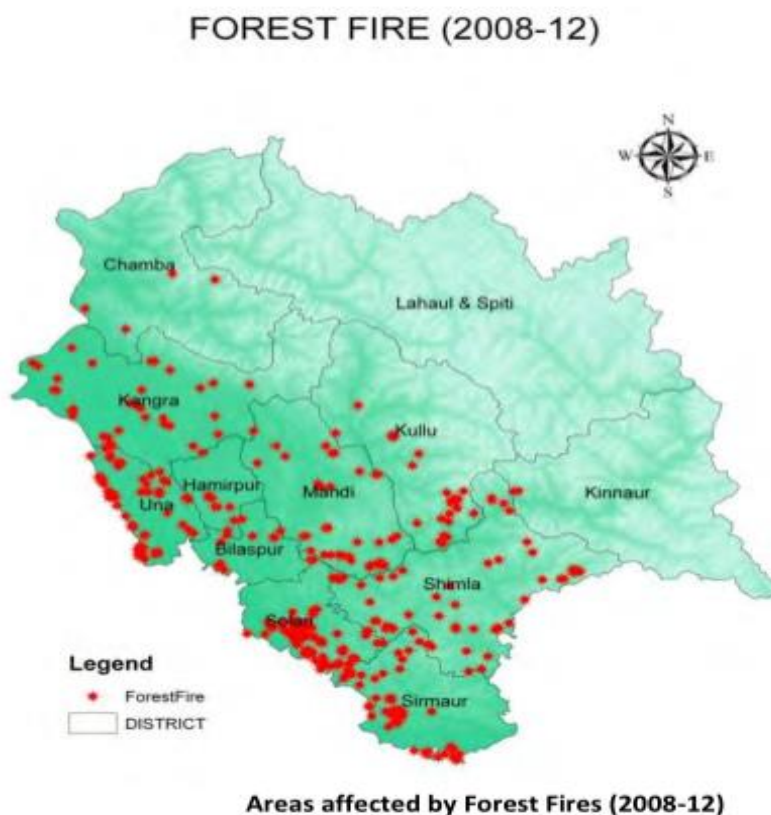 FOREST FIRE (2008-12)
N
W E
S
Chamba
Lahaul & Spiti
Kangra
Kullu
Hamirpur
Mandi
Kinnaur
Una
Bilaspur
Shimla
Solan
Legend
ForestFire
Sirmaur
DISTRICT
Areas affected by Forest Fires (2008-12)